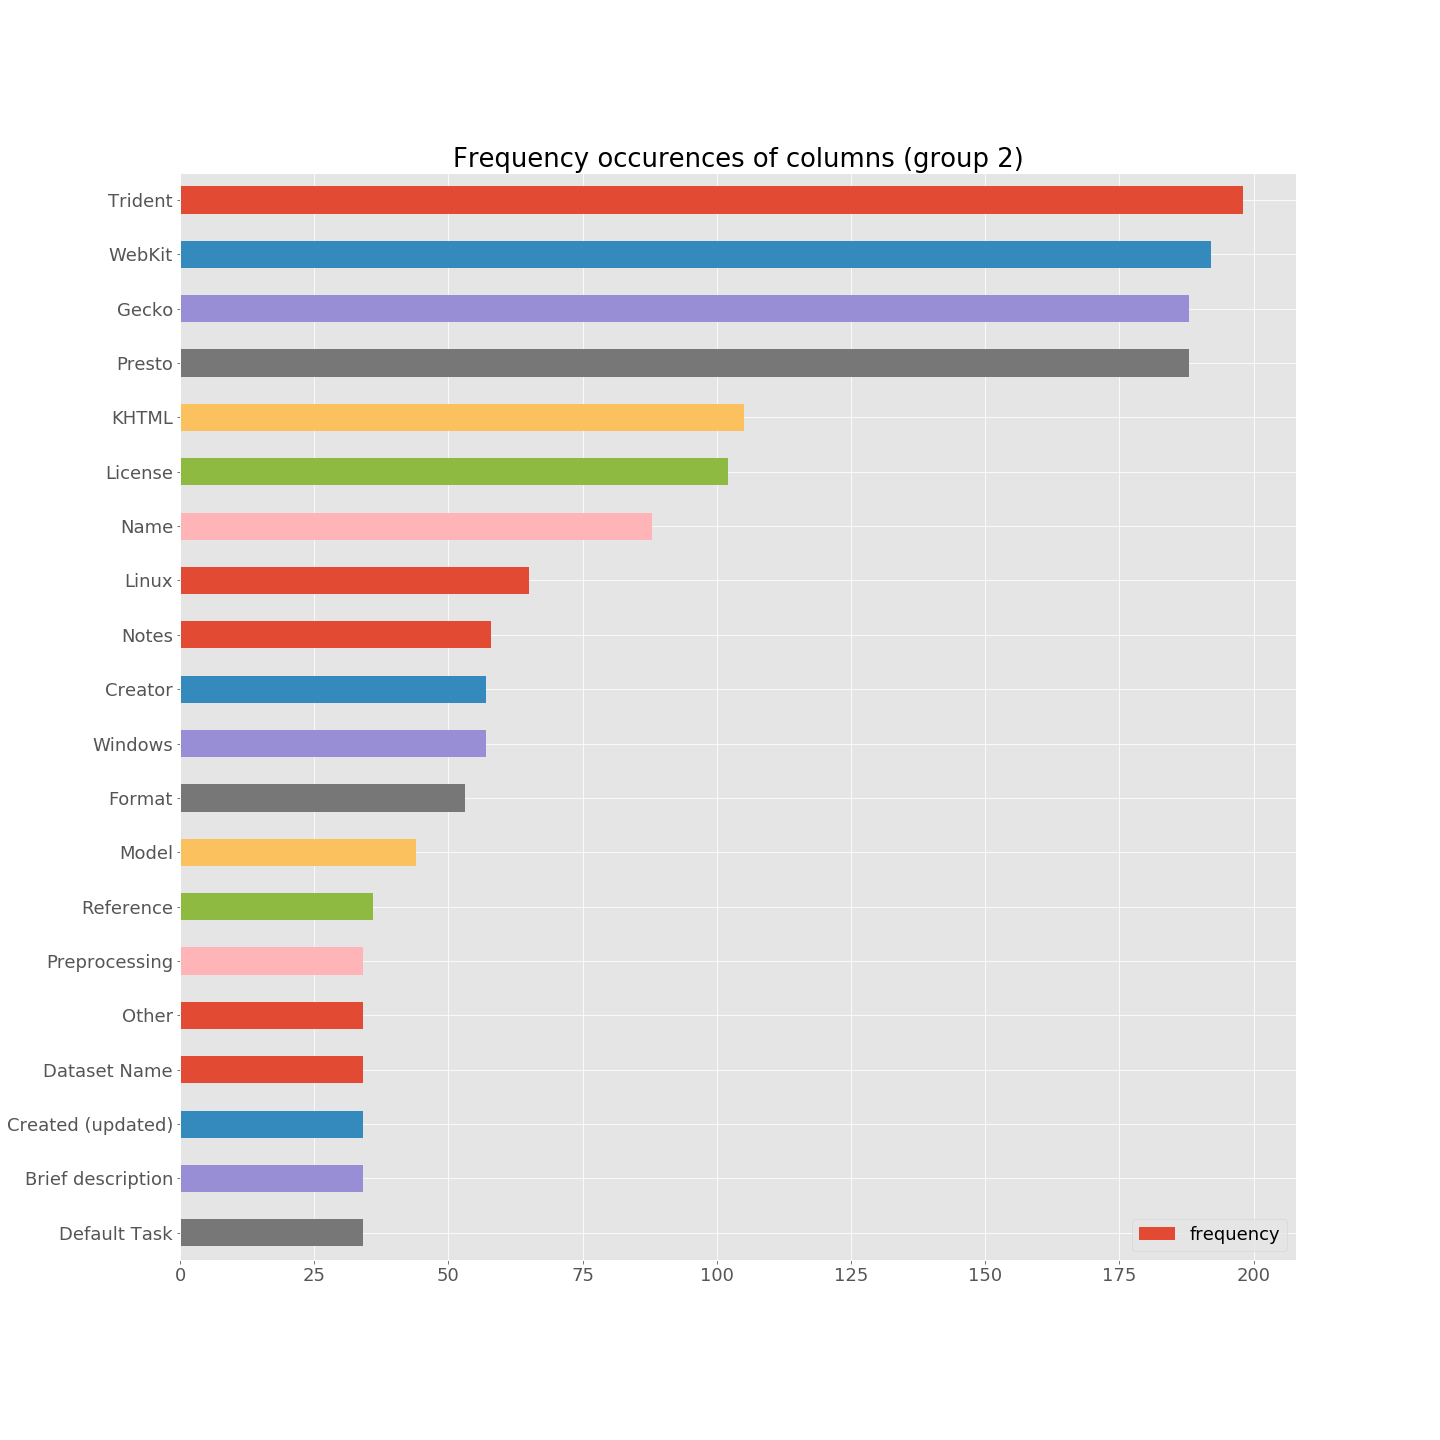 Frequency occurences of columns (group 2)
Trident
WebKit
Gecko
Presto
KHTML
License
Name
Linux
Notes
Creator
Windows
Format
Model
Reference
Preprocessing
Other
Dataset Name
Created (updated)
Brief description
Default Task
frequency
0 25 50 75 100 125 150 175 200